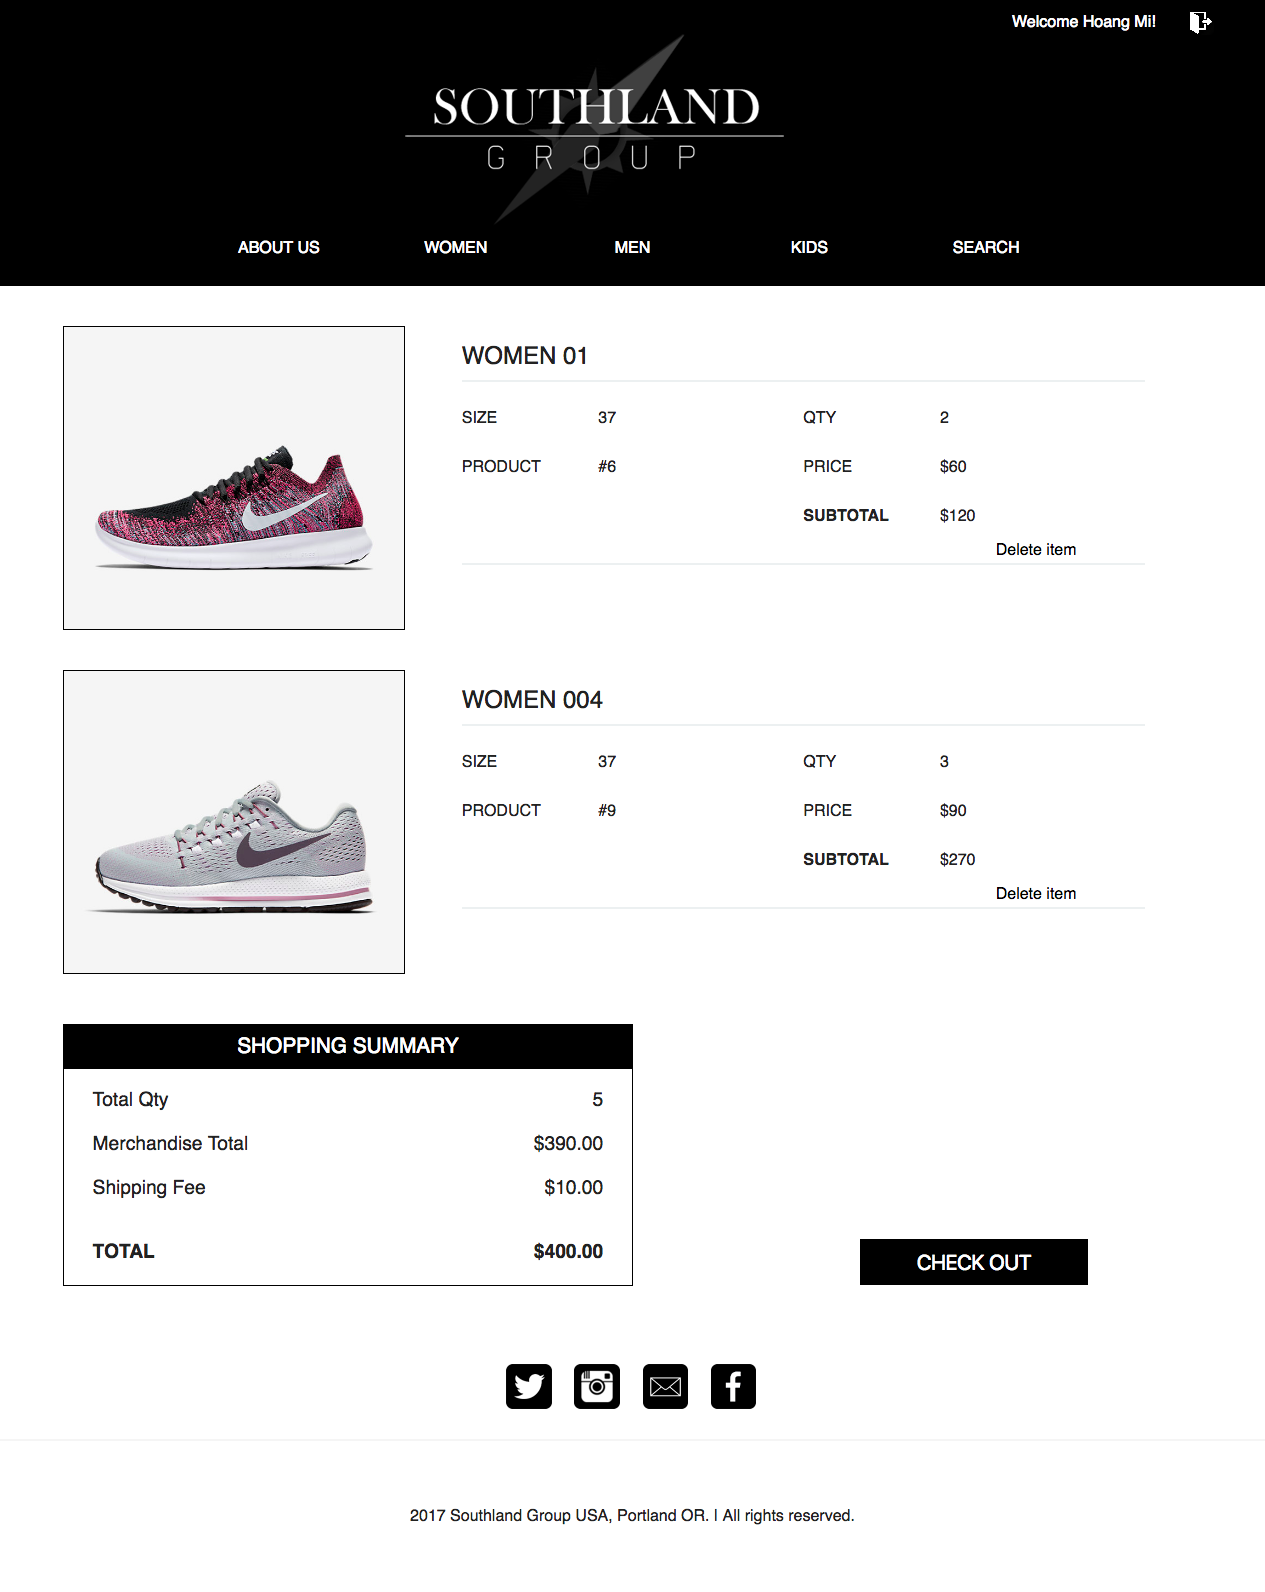 Welcome Hoang Mi!
SOUTHLAND
GROUP
ABOUT US WOMEN MEN KIDS SEARCH
WOMEN 01
SIZE 37 QTY 2
PRODUCT #6 PRICE $60
SUBTOTAL $120
Delete item
WOMEN 004
SIZE 37 QTY 3
PRODUCT #9 PRICE $90
SUBTOTAL $270
Delete item
SHOPPING SUMMARY
Total Qty 5
Merchandise Total $390.00
Shipping Fee $10.00
TOTAL $400.00
CHECK OUT
2017 Southland Group USA, Portland OR. | All rights reserved.